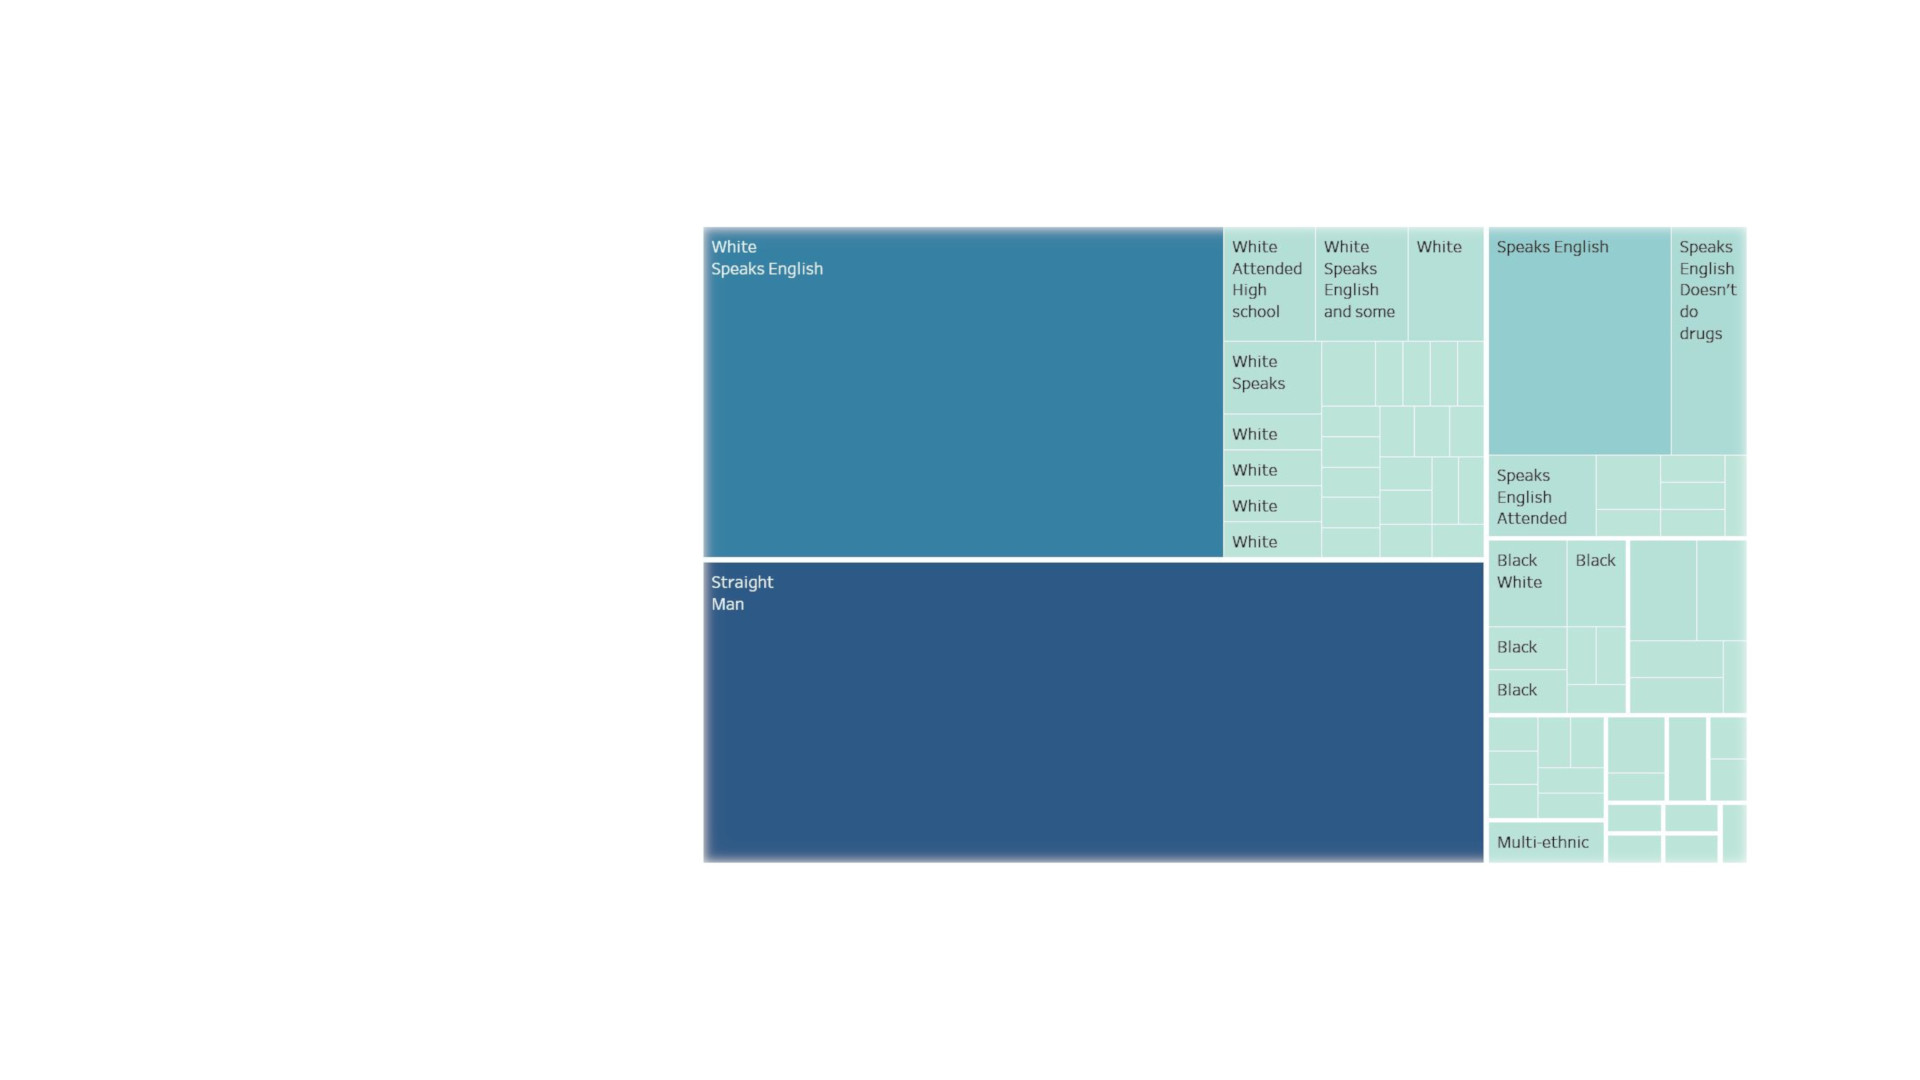 White
Speaks English
White
Attended
High
school
White
Speaks
English
and some
White
White
Speaks
White
White
White
White
Straight
Man
Speaks English
Speaks
English
Doesn't
do
drugs
Speaks
English
Attended
Black
White
Black
Black
Black
Multi-ethnic